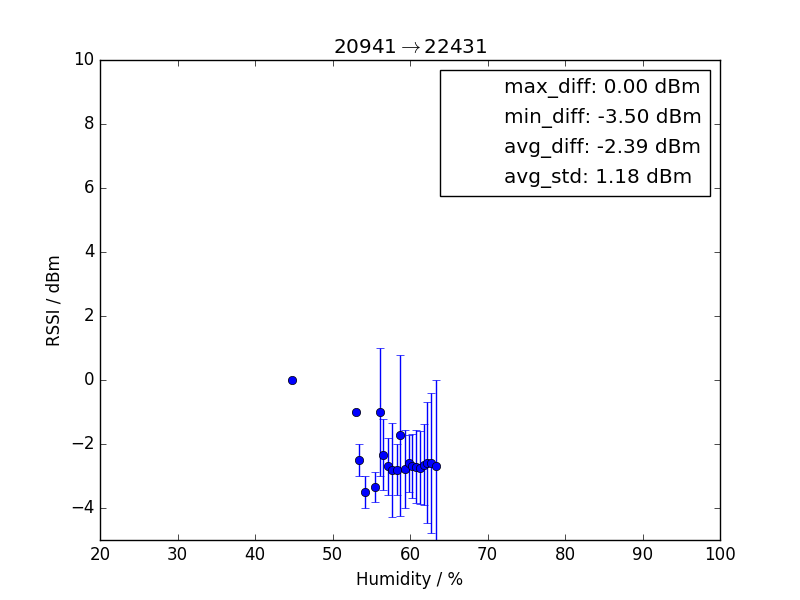 20941→22431
max_diff: 0.00 dBm
min_diff: -3.50 dBm
avg_diff: -2.39 dBm
avg_std: 1.18 dBm
RSSI / dBm
10
8
6
4
2
0
−2
−4
20 30 40 50 60 70 80 90 100
Humidity / %